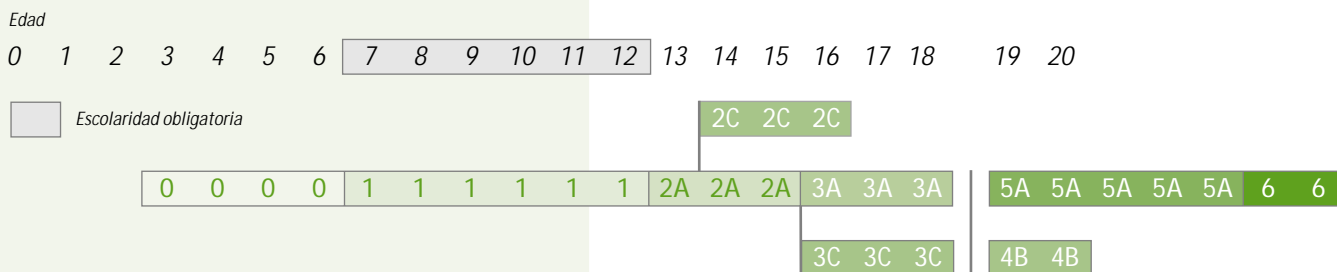 Edad
0 1 2 3 4 5 6 7 8 9 10 11 12 13 14 15 16 17 18 19 20
Escolaridad obligatoria
2C 2C 2C
0 0 0 0 1 1 1 1 1 1 2A 2A 2A 3A 3A 3A 5A 5A 5A 5A 5A 6 6
3C 3C 3C 4B 4B